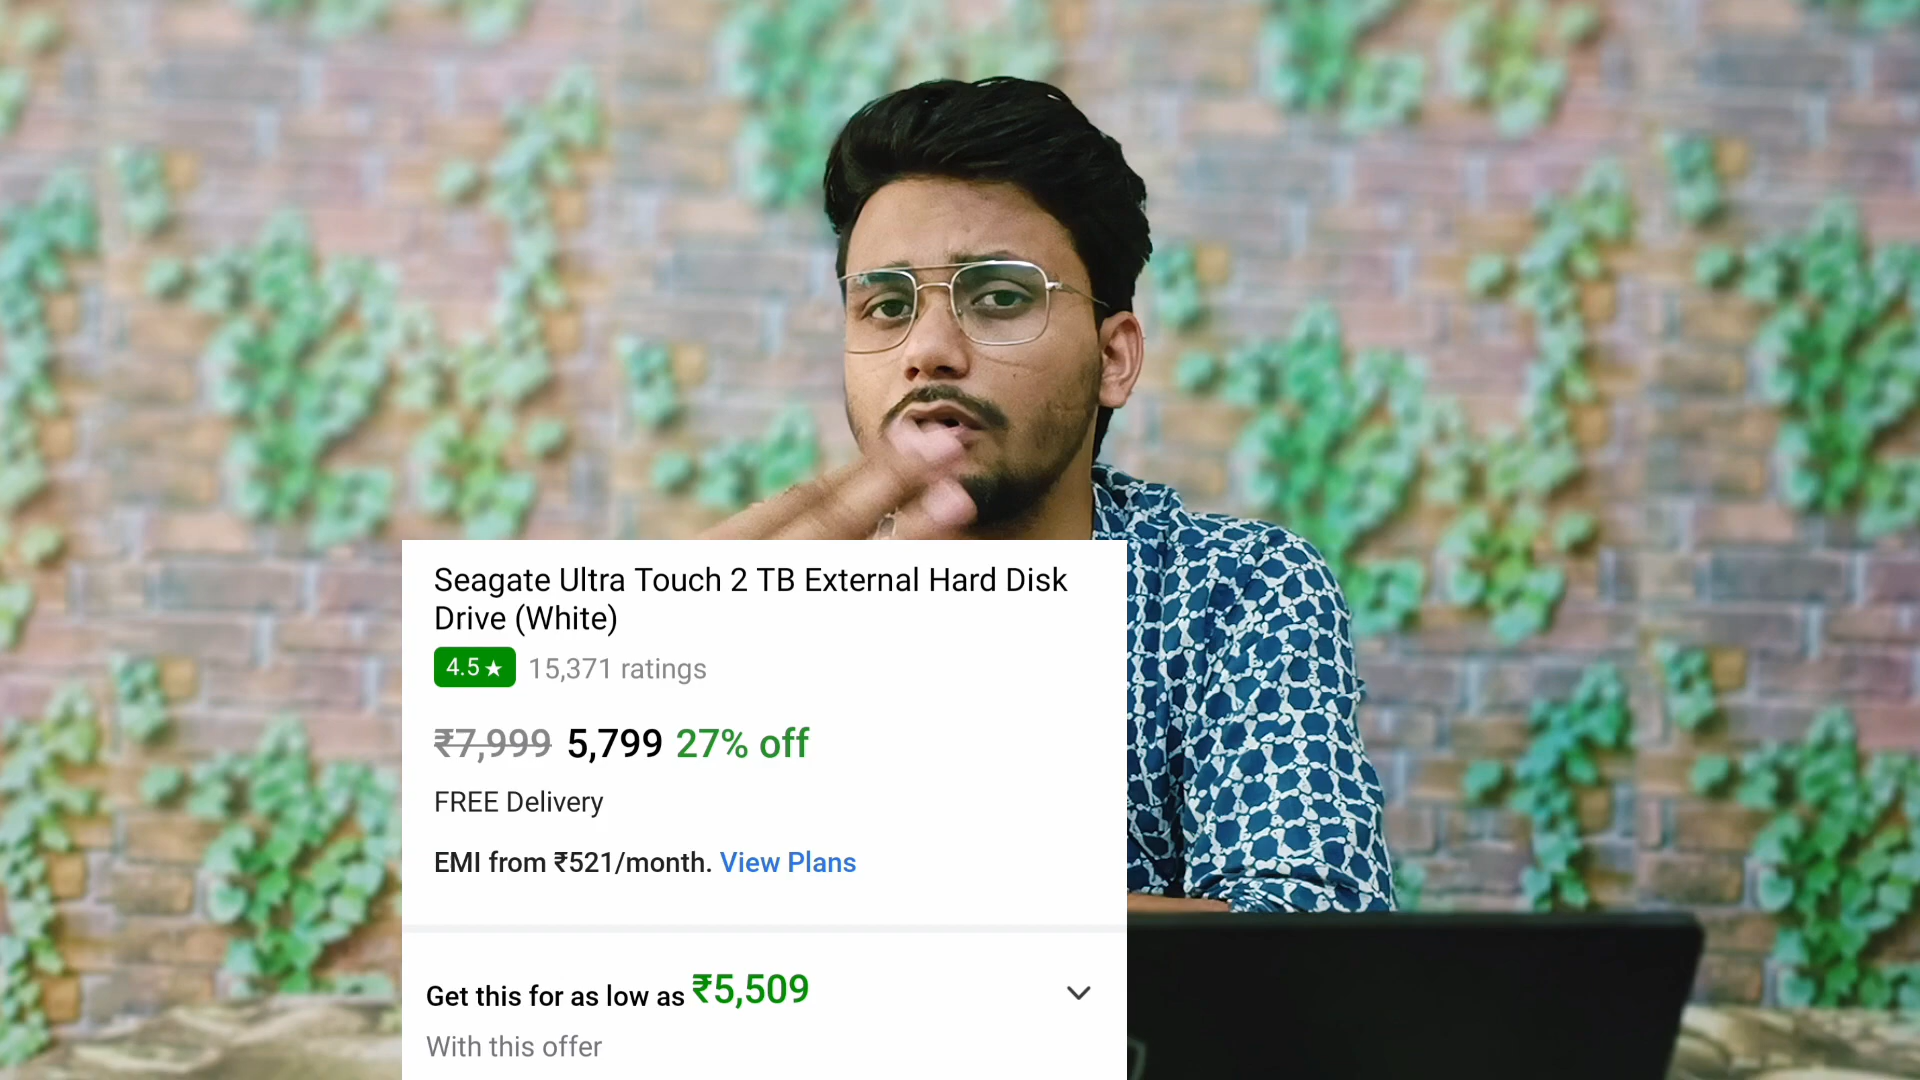 Seagate Ultra Touch 2 TB External Hard Disk
Drive (White)
4.5★ 15,371 ratings
₹7,999 5,799 27% off
FREE Delivery
EMI from ₹521/month. View Plans
Get this for as low as ₹5,509
With this offer